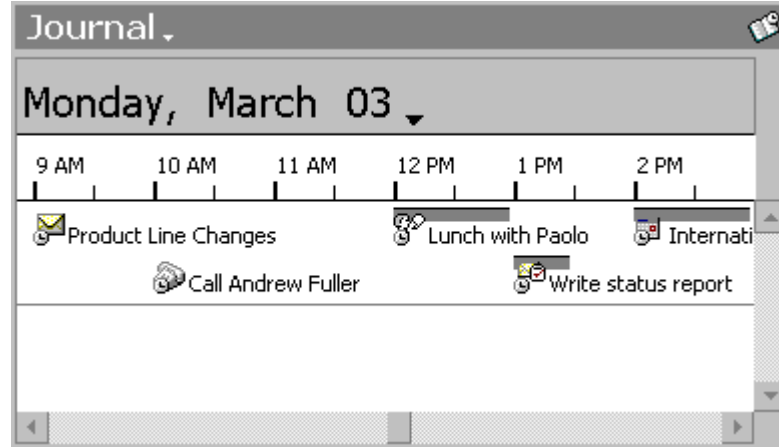 Journal
Monday, March 03
9 AM 10 AM 11 AM 12 PM 1 PM 2 PM
Product Line Changes Lunch with Paolo Internati
Call Andrew Fuller Write status report